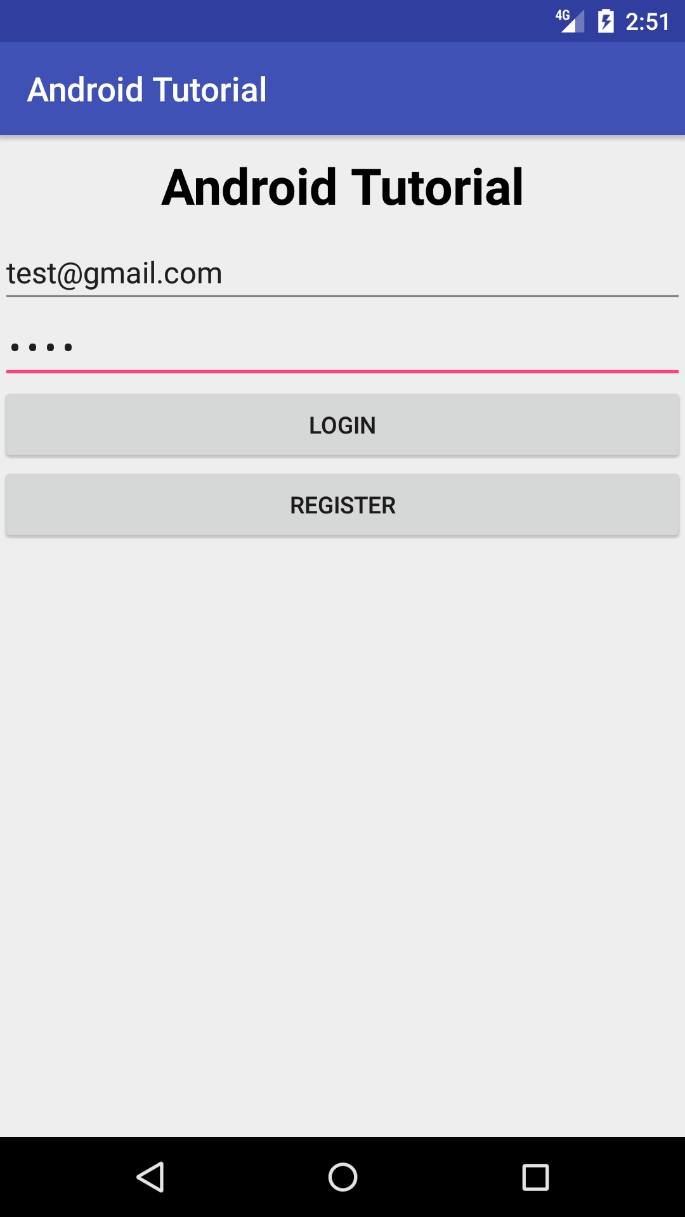 4G 2:51
Android Tutorial
Android Tutorial
test@gmail.com
••••
LOGIN
REGISTER